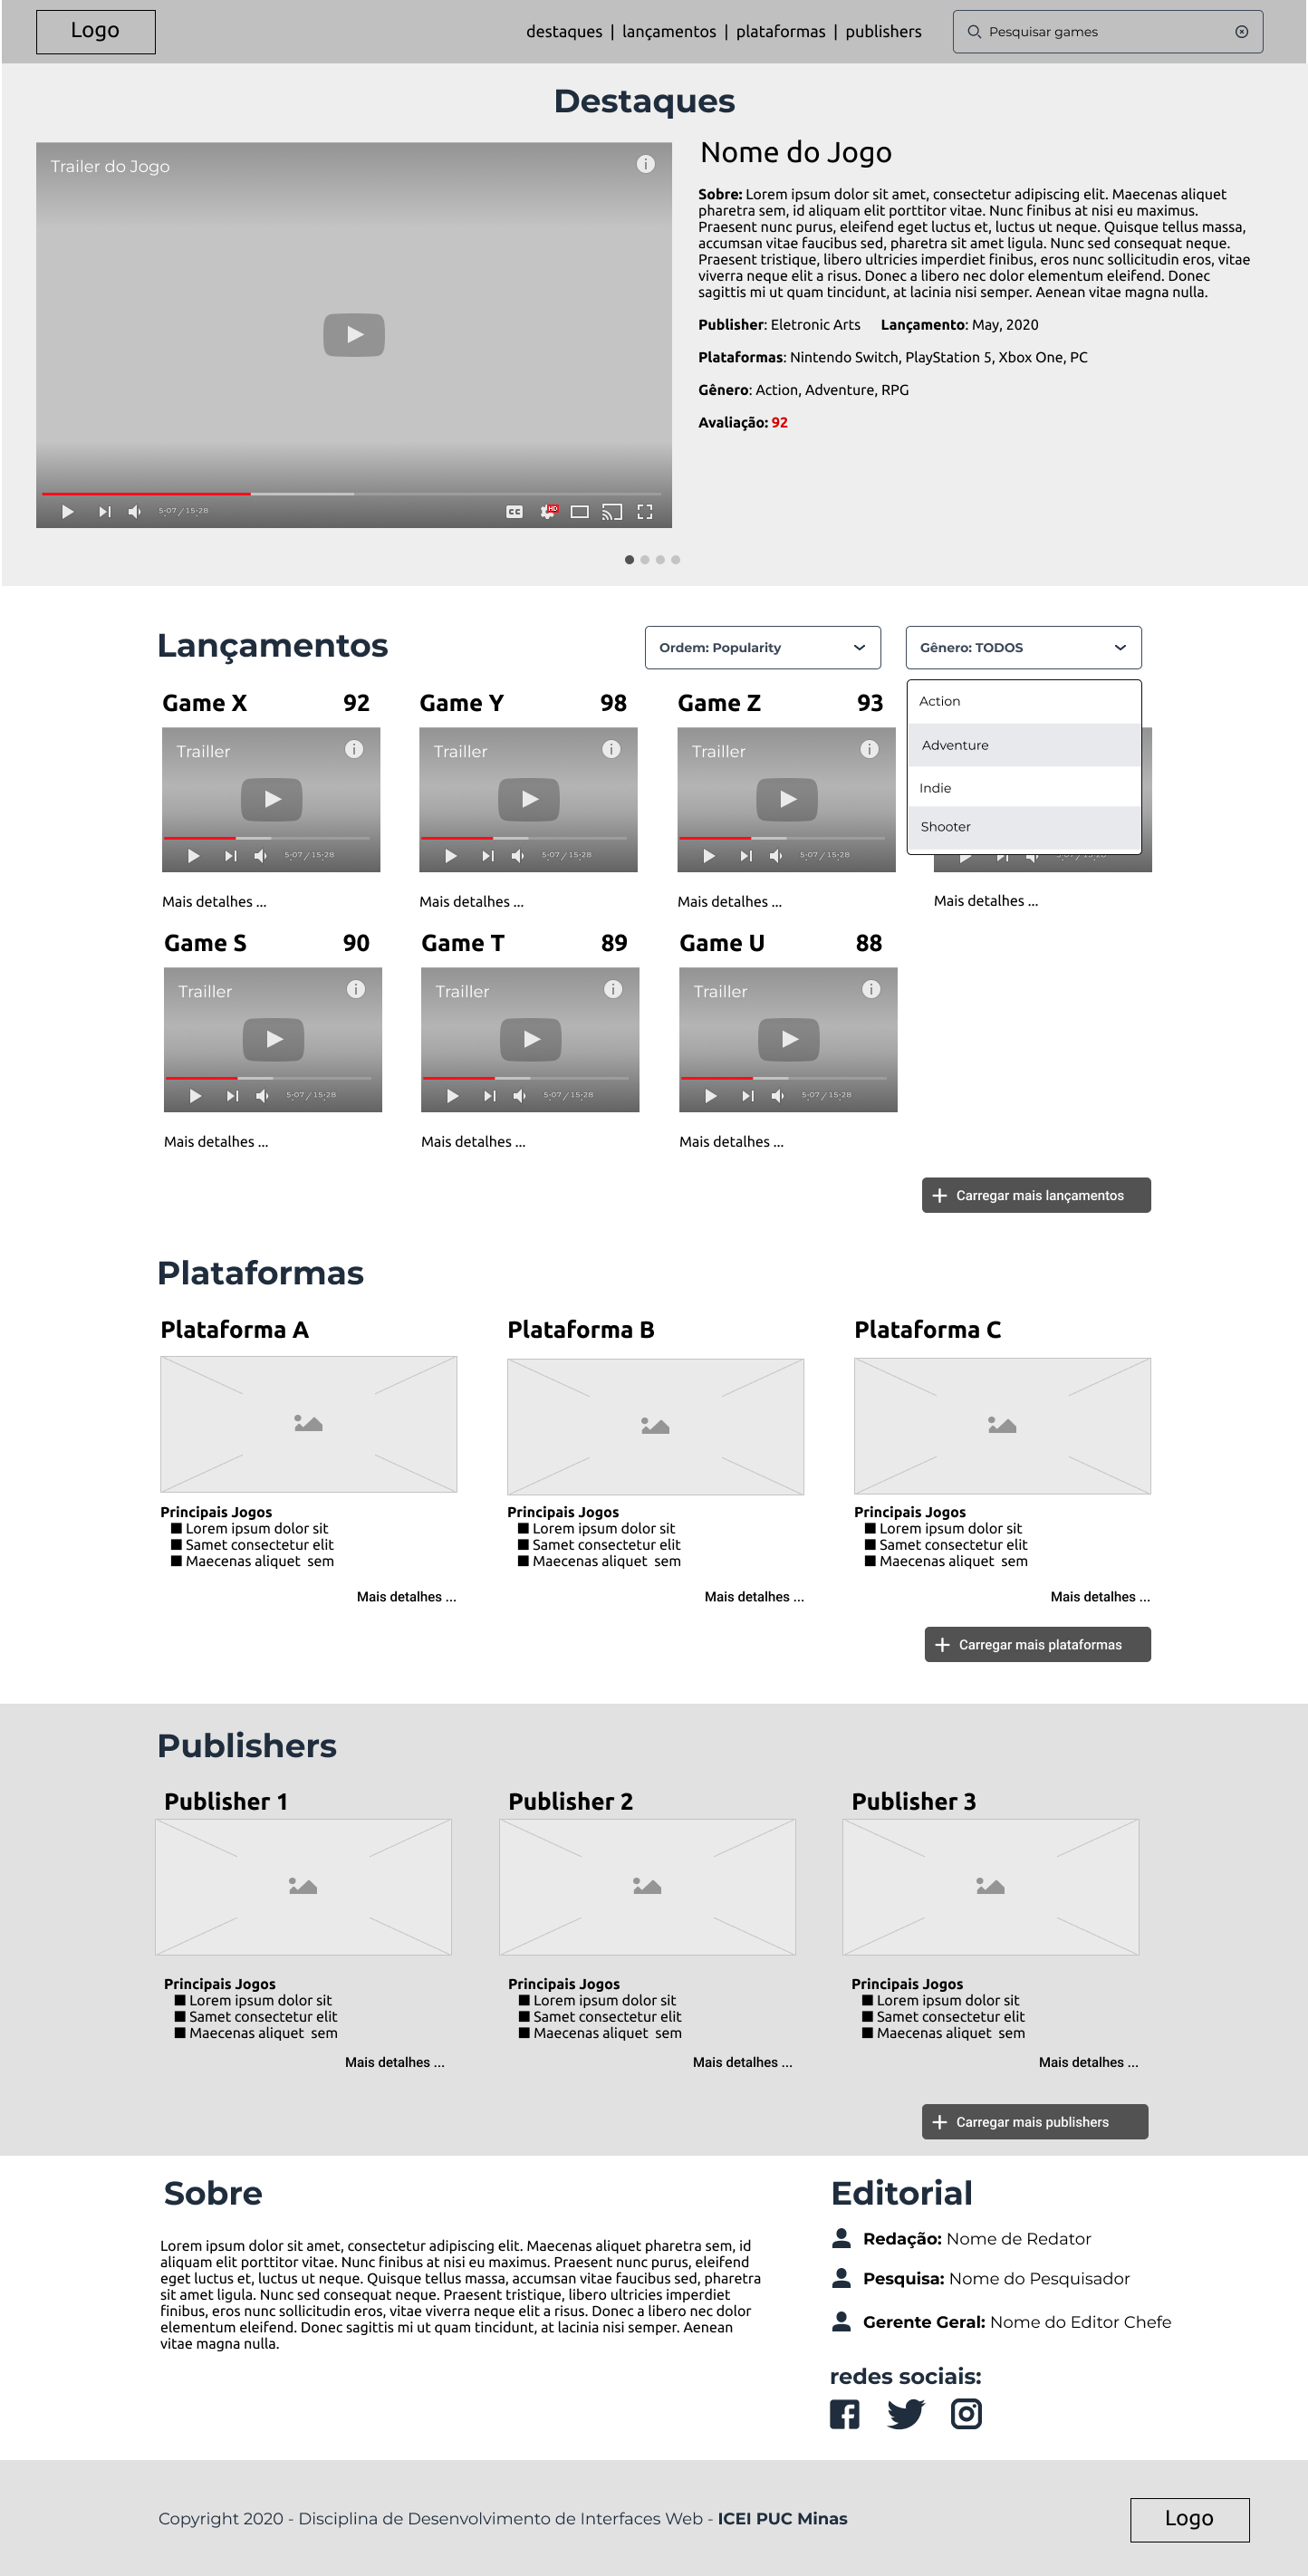 Logo
destaques | lançamentos | plataformas | publishers
Pesquisar games
Destaques
Trailer do Jogo
5:07 / 15:28
CC
HD
Nome do Jogo
Sobre: Lorem ipsum dolor sit amet, consectetur adipiscing elit. Maecenas aliquet
pharetra sem, id aliquam elit porttitor vitae. Nunc finibus at nisi eu maximus.
Praesent nunc purus, eleifend eget luctus et, luctus ut neque. Quisque tellus massa,
accumsan vitae faucibus sed, pharetra sit amet ligula. Nunc sed consequat neque.
Praesent tristique, libero ultricies imperdiet finibus, eros nunc sollicitudin eros, vitae
viverra neque elit a risus. Donec a libero nec dolor elementum eleifend. Donec
sagittis mi ut quam tincidunt, at lacinia nisi semper. Aenean vitae magna nulla.
Publisher: Eletronic Arts Lançamento: May, 2020
Plataformas: Nintendo Switch, PlayStation 5, Xbox One, PC
Gênero: Action, Adventure, RPG
Avaliação: 92
Lançamentos
Ordem: Popularity
Gênero: TODOS
Action
Adventure
Indie
Shooter
Game X 92
Trailler
5:07 / 15:28
Mais detalhes ...
Game Y 98
Trailler
5:07 / 15:28
Mais detalhes ...
Game Z 93
Trailler
5:07 / 15:28
Mais detalhes ...
Mais detalhes ...
Game S 90
Trailler
5:07 / 15:28
Mais detalhes ...
Game T 89
Trailler
5:07 / 15:28
Mais detalhes ...
Game U 88
Trailler
5:07 / 15:28
Mais detalhes ...
Carregar mais lançamentos
Plataformas
Plataforma A
Principais Jogos
Lorem ipsum dolor sit
Samet consectetur elit
Maecenas aliquet sem
Mais detalhes ...
Plataforma B
Principais Jogos
Lorem ipsum dolor sit
Samet consectetur elit
Maecenas aliquet sem
Mais detalhes ...
Plataforma C
Principais Jogos
Lorem ipsum dolor sit
Samet consectetur elit
Maecenas aliquet sem
Mais detalhes ...
Carregar mais plataformas
Publishers
Publisher 1
Principais Jogos
Lorem ipsum dolor sit
Samet consectetur elit
Maecenas aliquet sem
Mais detalhes ...
Publisher 2
Principais Jogos
Lorem ipsum dolor sit
Samet consectetur elit
Maecenas aliquet sem
Mais detalhes ...
Publisher 3
Principais Jogos
Lorem ipsum dolor sit
Samet consectetur elit
Maecenas aliquet sem
Mais detalhes ...
Carregar mais publishers
Sobre
Lorem ipsum dolor sit amet, consectetur adipiscing elit. Maecenas aliquet pharetra sem, id
aliquam elit porttitor vitae. Nunc finibus at nisi eu maximus. Praesent nunc purus, eleifend
eget luctus et, luctus ut neque. Quisque tellus massa, accumsan vitae faucibus sed, pharetra
sit amet ligula. Nunc sed consequat neque. Praesent tristique, libero ultricies imperdiet
finibus, eros nunc sollicitudin eros, vitae viverra neque elit a risus. Donec a libero nec dolor
elementum eleifend. Donec sagittis mi ut quam tincidunt, at lacinia nisi semper. Aenean
vitae magna nulla.
Editorial
Redação: Nome de Redator
Pesquisa: Nome do Pesquisador
Gerente Geral: Nome do Editor Chefe
redes sociais:
Copyright 2020 - Disciplina de Desenvolvimento de Interfaces Web - ICEI PUC Minas
Logo